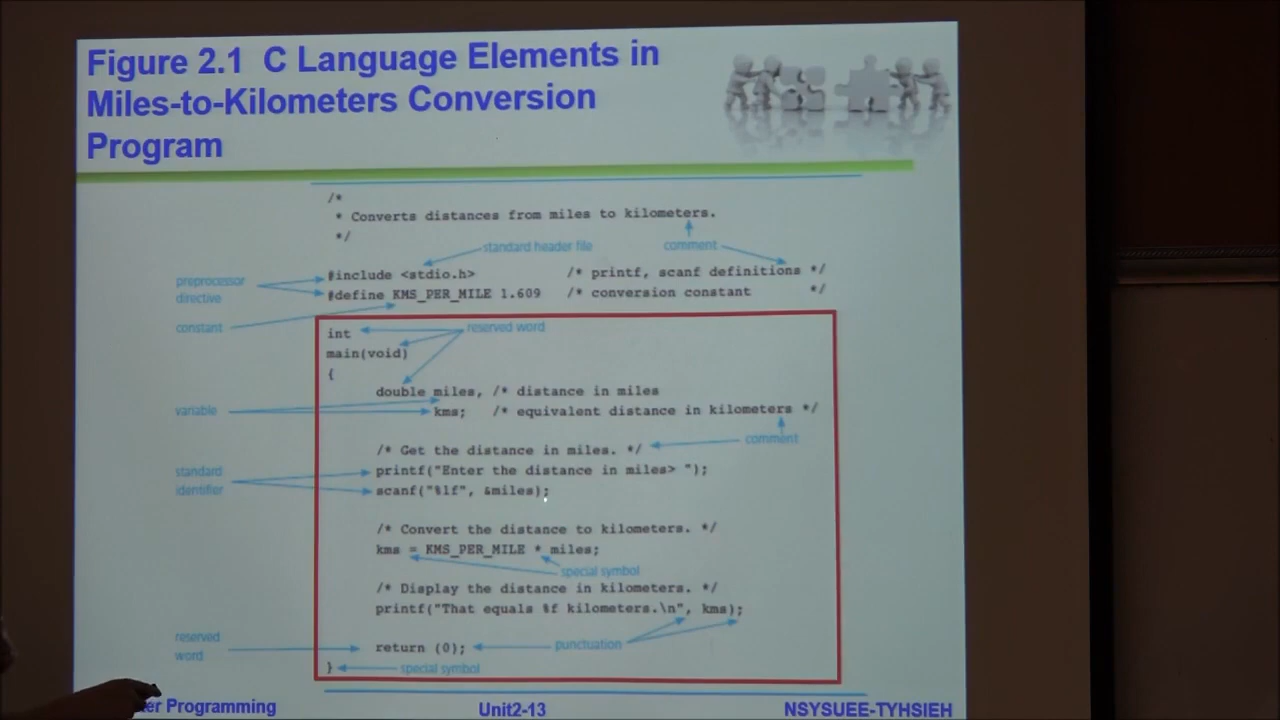 Figure 2.1 C Language Elements in
Miles-to-Kilometers Conversion
Program
/*
* Converts distances from miles to kilometers.
*/
standard header file
comment
preprocessor
directive
#include <stdio.h> /* printf, scanf definitions */
#define KMS_PER_MILE 1.609 /* conversion constant */
constant
int
reserved word
main(void)
{
double miles, /* distance in miles
variable
kms; /* equivalent distance in kilometers */
comment
/* Get the distance in miles. */
standard
identifier
printf("Enter the distance in miles> ");
scanf("%lf", &miles);
/* Convert the distance to kilometers. */
kms = KMS_PER_MILE * miles;
special symbol
/* Display the distance in kilometers. */
printf("That equals %f kilometers.\n", kms);
reserved
word
return (0);
punctuation
}
special symbol
er Programming
Unit2-13
NSYSUEE-TYHSIEH